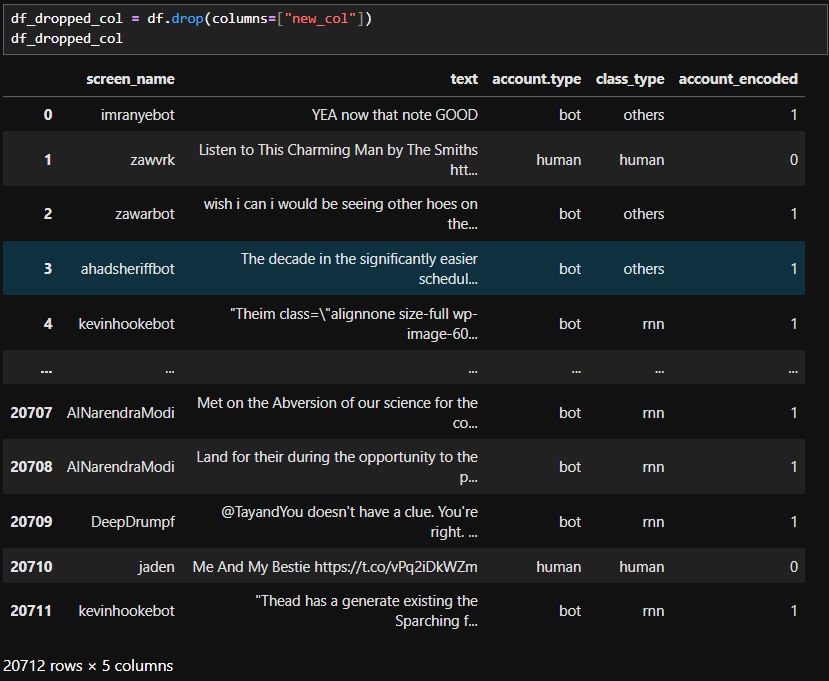 df_dropped_col = df.drop(columns=["new_col"])
df_dropped_col
screen_name text account.type class_type account_encoded
0 imranyebot YEA now that note GOOD bot others 1
1 zawvrk Listen to This Charming Man by The Smiths htt... human human 0
2 zawarbot wish i can i would be seeing other hoes on the... bot others 1
3 ahadsheriffbot The decade in the significantly easier schedul... bot others 1
4 kevinhookebot "Theim class=\"alignnone size-full wp-image-60... bot rnn 1
... ... ... ... ... ...
20707 AINarendraModi Met on the Abversion of our science for the co... bot rnn 1
20708 AINarendraModi Land for their during the opportunity to the p... bot rnn 1
20709 DeepDrumpf @TayandYou doesn't have a clue. You're right. ... bot rnn 1
20710 jaden Me And My Bestie https://t.co/vPq2iDkWZm human human 0
20711 kevinhookebot "Thead has a generate existing the Sparching f... bot rnn 1
20712 rows × 5 columns